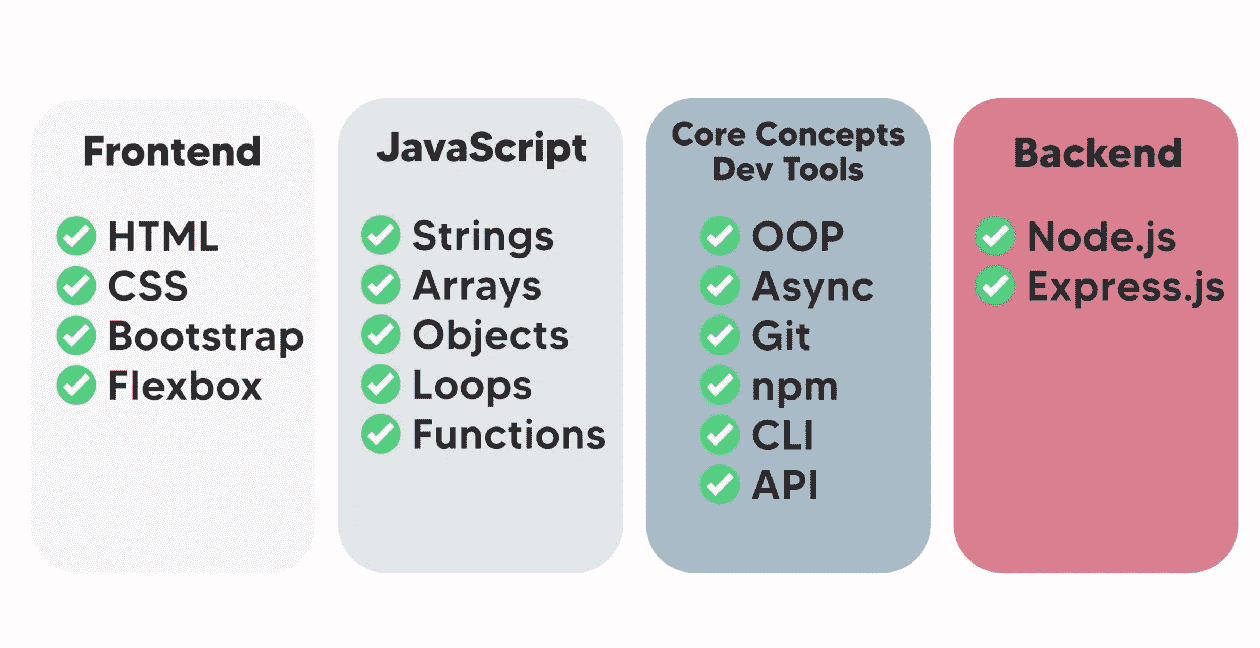 Frontend
HTML
CSS
Bootstrap
Flexbox
JavaScript
Strings
Arrays
Objects
Loops
Functions
Core Concepts
Dev Tools
OOP
Async
Git
npm
CLI
API
Backend
Node.js
Express.js